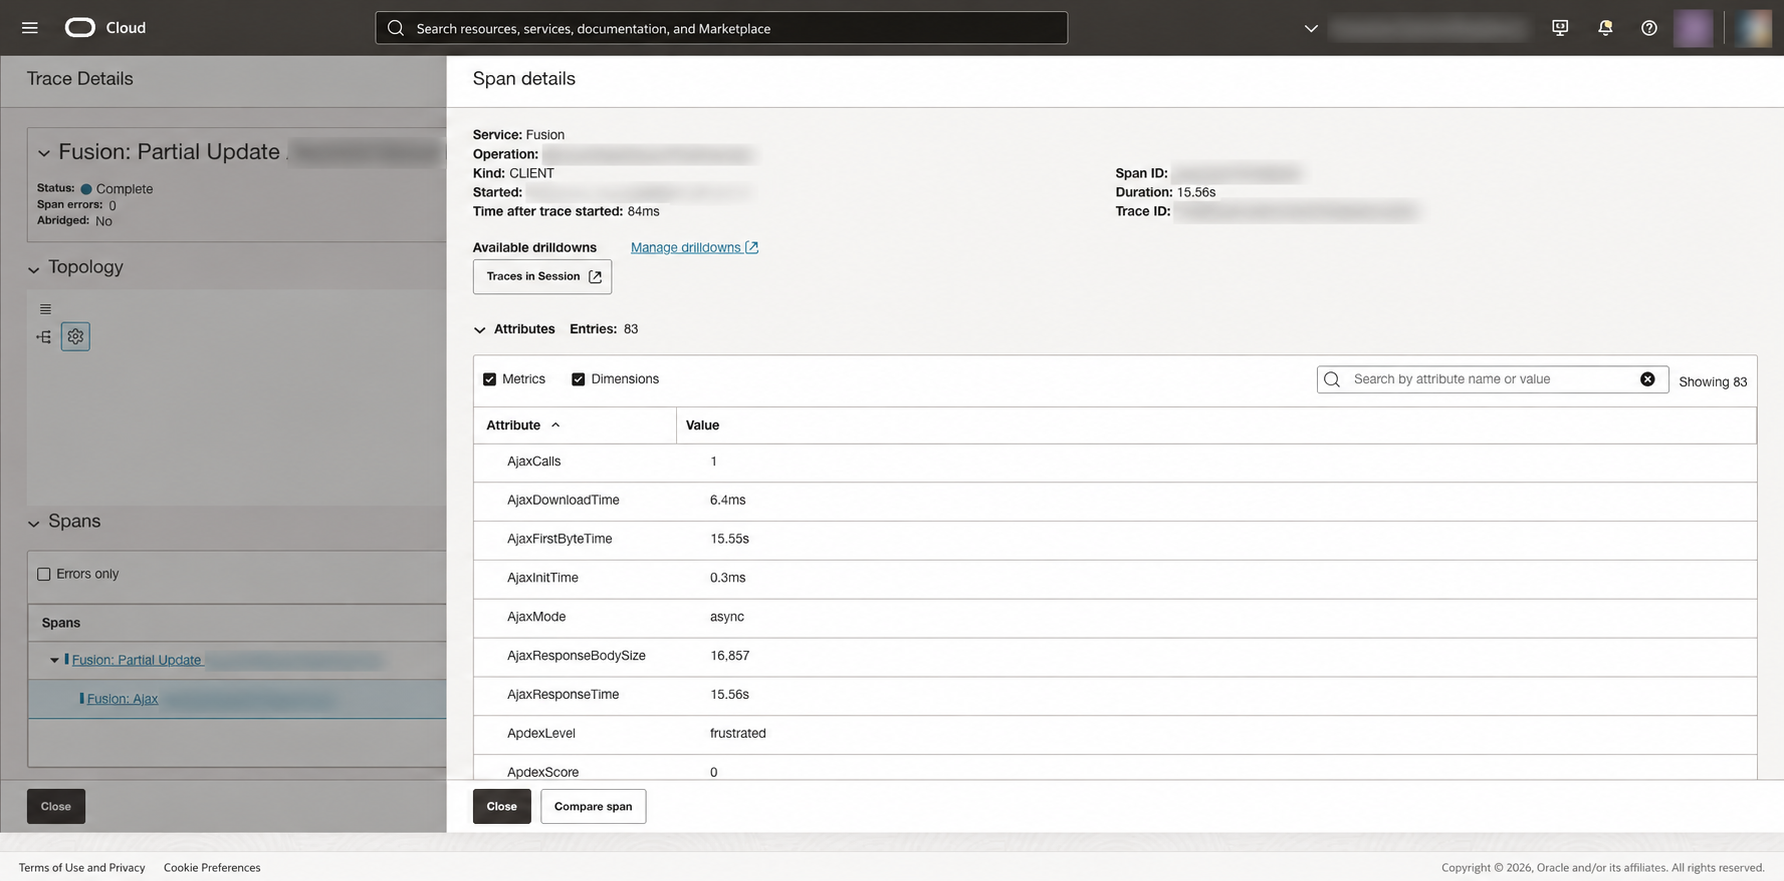 Cloud
Search resources, services, documentation, and Marketplace
Trace Details
Fusion: Partial Update
Status: Complete
Span errors: 0
Abridged: No
Topology
Spans
Errors only
Spans
Fusion: Partial Update
Fusion: Ajax
Close
Span details
Service: Fusion
Operation:
Kind: CLIENT
Started:
Time after trace started: 84ms
Span ID:
Duration: 15.56s
Trace ID:
Available drilldowns
Manage drilldowns
Traces in Session
Attributes Entries: 83
Metrics
Dimensions
Search by attribute name or value
Showing 83
Attribute Value
AjaxCalls 1
AjaxDownloadTime 6.4ms
AjaxFirstByteTime 15.55s
AjaxInitTime 0.3ms
AjaxMode async
AjaxResponseBodySize 16,857
AjaxResponseTime 15.56s
ApdexLevel frustrated
ApdexScore 0
Close
Compare span
Terms of Use and Privacy
Cookie Preferences
Copyright © 2026, Oracle and/or its affiliates. All rights reserved.